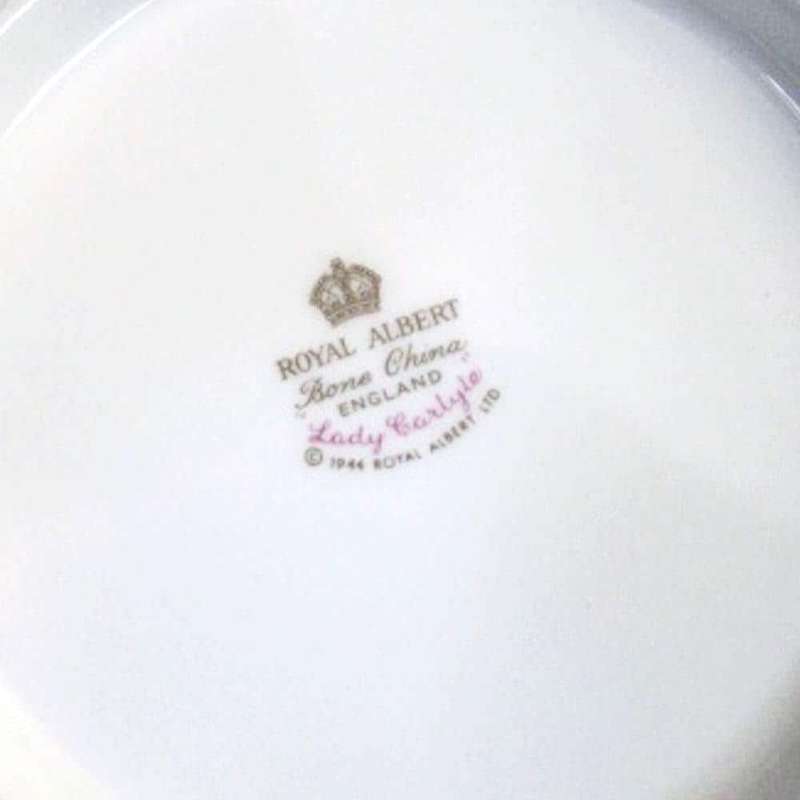 ROYAL ALBERT
Bone China
ENGLAND
"Lady Carlyle"
© 1944 ROYAL ALBERT LTD